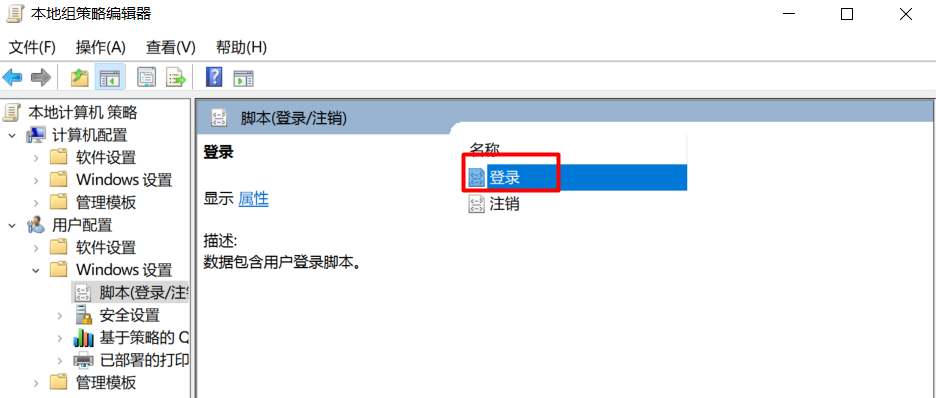 本地组策略编辑器
文件(F) 操作(A) 查看(V) 帮助(H)
本地计算机 策略
计算机配置
软件设置
Windows 设置
管理模板
用户配置
软件设置
Windows 设置
脚本(登录/注
安全设置
基于策略的 Q
已部署的打印
管理模板
脚本(登录/注销)
登录
显示 属性
描述:
数据包含用户登录脚本。
名称
登录
注销